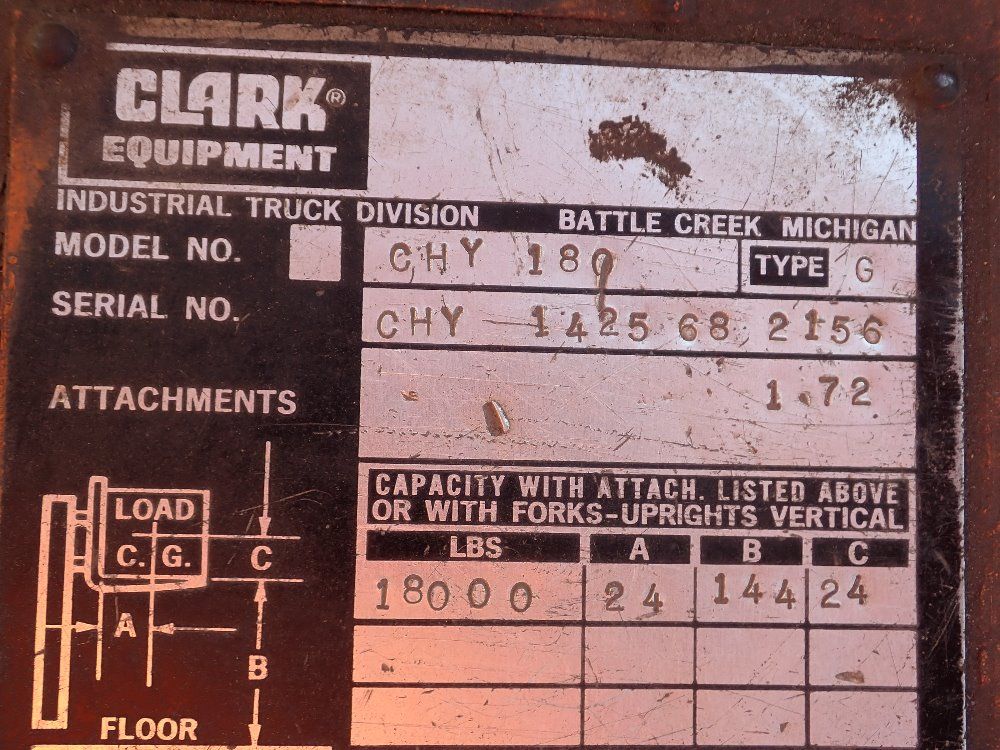 CLARK®
EQUIPMENT
INDUSTRIAL TRUCK DIVISION BATTLE CREEK MICHIGAN
MODEL NO. CHY 180 TYPE G
SERIAL NO. CHY 1425 68 2156
ATTACHMENTS 1.72
CAPACITY WITH ATTACH. LISTED ABOVE
OR WITH FORKS-UPRIGHTS VERTICAL
LBS A B C
18000 24 144 24
LOAD
C. G.
C
A
B
FLOOR